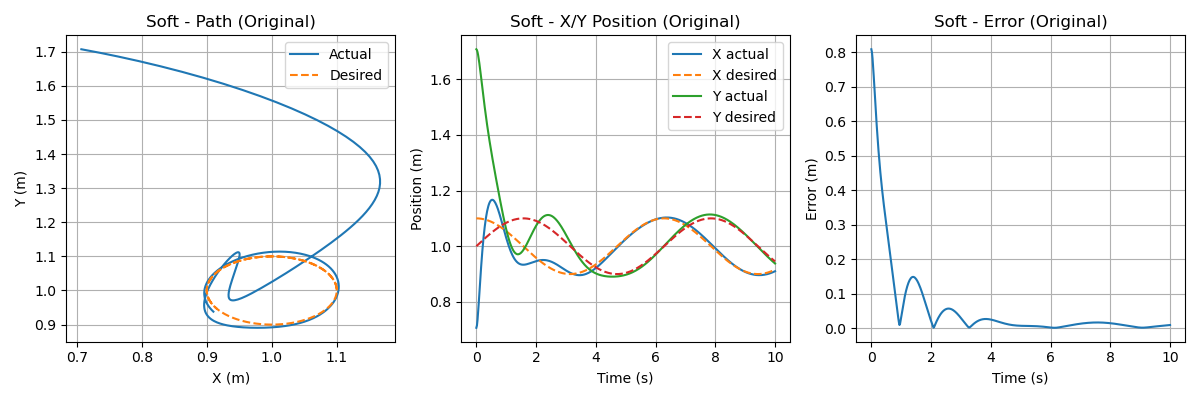 Soft - Path (Original)
Actual
Desired
1.7
1.6
1.5
1.4
1.3
1.2
1.1
1.0
0.9
Y (m)
0.7 0.8 0.9 1.0 1.1
X (m)
Soft - X/Y Position (Original)
X actual
X desired
Y actual
Y desired
1.6
1.4
1.2
1.0
0.8
Position (m)
0 2 4 6 8 10
Time (s)
Soft - Error (Original)
0.8
0.7
0.6
0.5
0.4
0.3
0.2
0.1
0.0
Error (m)
0 2 4 6 8 10
Time (s)